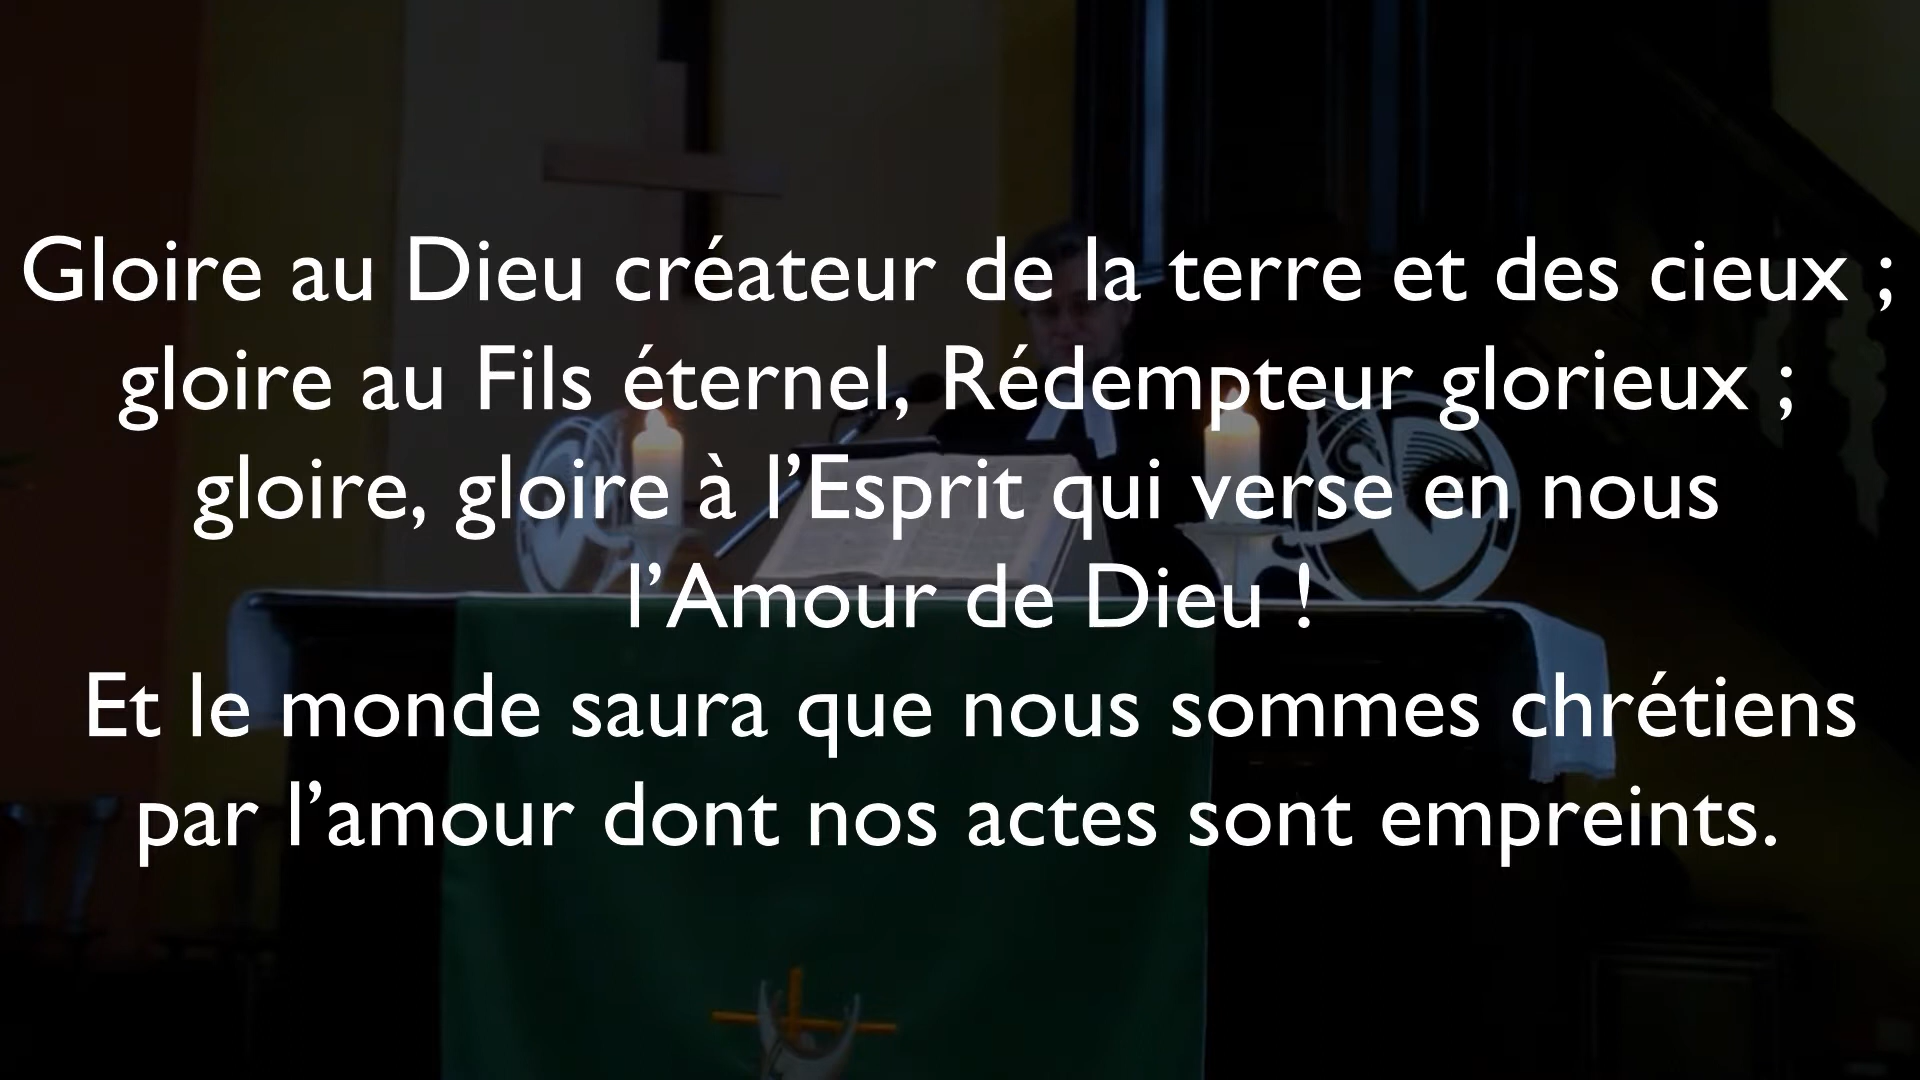 Gloire au Dieu créateur de la terre et des cieux ;
gloire au Fils éternel, Rédempteur glorieux ;
gloire, gloire à l’Esprit qui verse en nous
l’Amour de Dieu !
Et le monde saura que nous sommes chrétiens
par l’amour dont nos actes sont empreints.